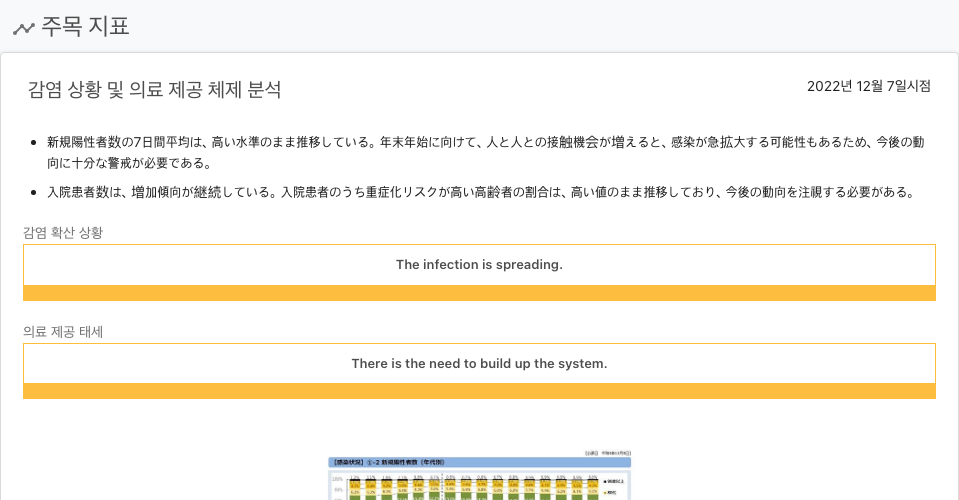 주목 지표
감염 상황 및 의료 제공 체제 분석
2022년 12월 7일시점
新規陽性者数の7日間平均は、高い水準のまま推移している。年末年始に向けて、人と人との接触機会が増えると、感染が急拡大する可能性もあるため、今後の動
向に十分な警戒が必要である。
入院患者数は、増加傾向が継続している。入院患者のうち重症化リスクが高い高齢者の割合は、高い値のまま推移しており、今後の動向を注視する必要がある。
감염 확산 상황
The infection is spreading.
의료 제공 태세
There is the need to build up the system.
【感染状況】①-2 新規陽性者数（年代別）
100%